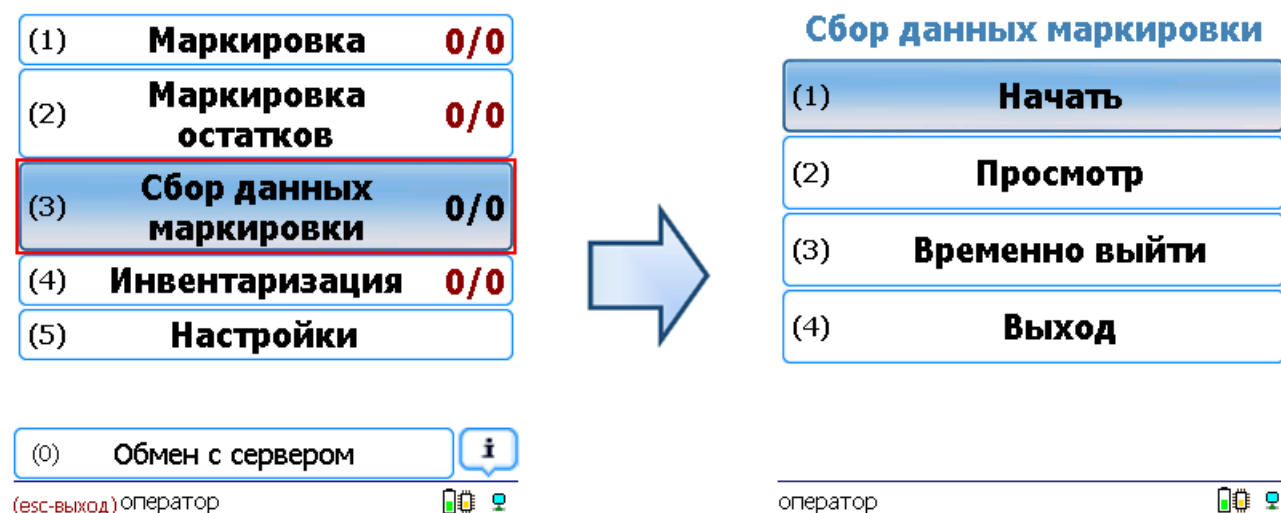 (1) Маркировка 0/0
(2) Маркировка остатков 0/0
(3) Сбор данных маркировки 0/0
(4) Инвентаризация 0/0
(5) Настройки
(0) Обмен с сервером i
(esc-выход) оператор
Сбор данных маркировки
(1) Начать
(2) Просмотр
(3) Временно выйти
(4) Выход
оператор